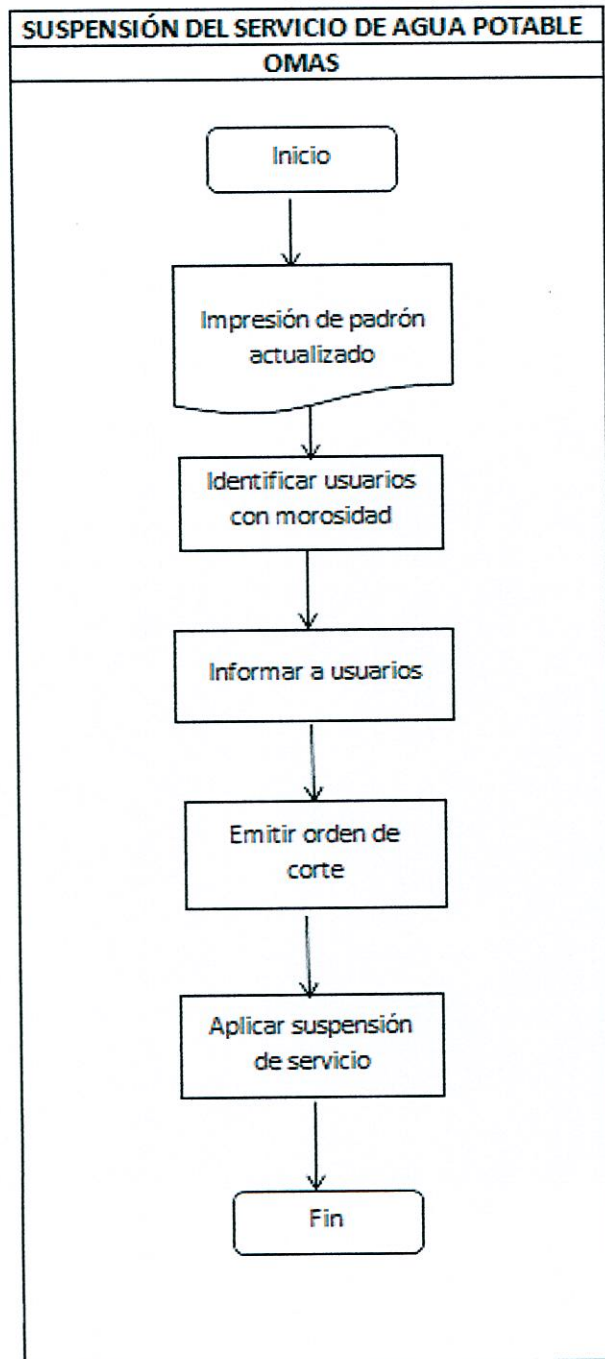 SUSPENSIÓN DEL SERVICIO DE AGUA POTABLE
OMAS
Inicio
Impresión de padrón
actualizado
Identificar usuarios
con morosidad
Informar a usuarios
Emitir orden de
corte
Aplicar suspensión
de servicio
Fin